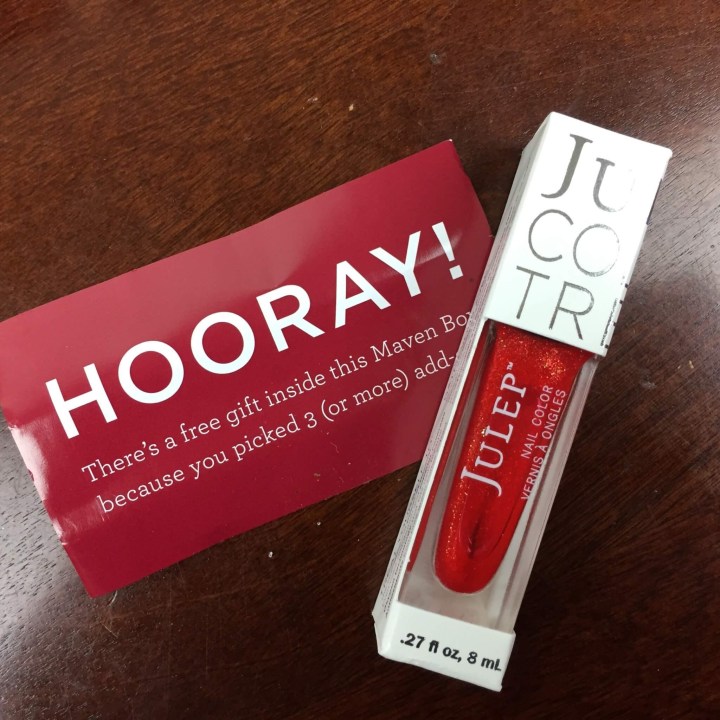 HOORAY!
There's a free gift inside this Maven Box
because you picked 3 (or more) add-
JU
CO
TR
JULEP™
NAIL COLOR
VERNIS À ONGLES
.27 fl oz, 8 mL